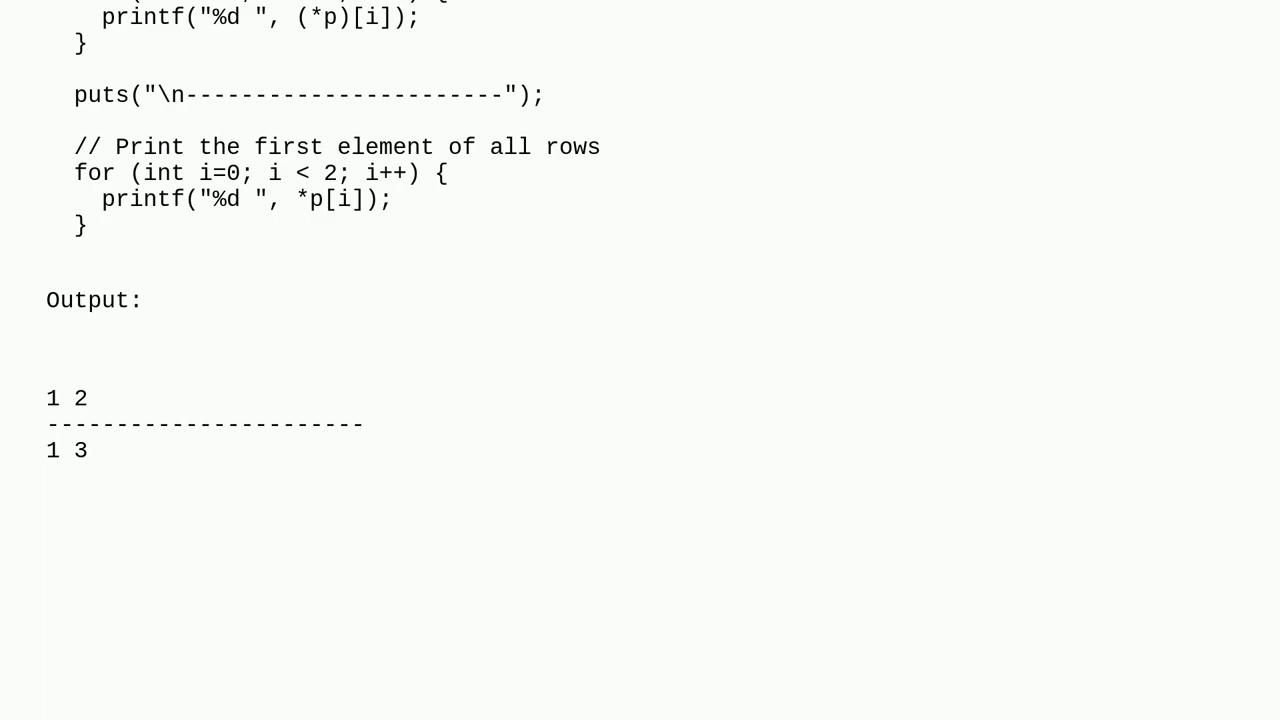 printf("%d ", (*p)[i]);
}
puts("\n-----------------------");
// Print the first element of all rows
for (int i=0; i < 2; i++) {
printf("%d ", *p[i]);
}
Output:
1 2
-----------------------
1 3